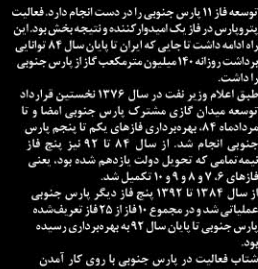 توسعه فاز ۱۱ پارس جنوبی را در دست انجام دارد. فعالیت
پتروپارس در فاز یک امیدوارکننده و نتیجه‌بخش بود. این
راه ادامه داشت تا جایی که ایران تا پایان سال ۸۴ توانایی
برداشت روزانه ۱۴۰ میلیون مترمکعب گاز از پارس جنوبی
را داشت.
طبق اعلام وزیر نفت در سال ۱۳۷۶ نخستین قرارداد
توسعه میدان گازی مشترک پارس جنوبی امضا و تا
مردادماه ۸۴، بهره‌برداری فازهای یکم تا پنجم پارس
جنوبی انجام شد. از سال ۸۴ تا ۹۲ نیز پنج فاز
نیمه‌تمامی که تحویل دولت یازدهم شده بود، یعنی
فازهای ۶، ۷ و ۸ و ۹ و ۱۰ تکمیل شد.
از سال ۱۳۸۴ تا ۱۳۹۲ پنج فاز دیگر پارس جنوبی
عملیاتی شد و در مجموع ۱۰ فاز از ۲۵ فاز تعریف‌شده
پارس جنوبی تا پایان سال ۹۲ به بهره‌برداری رسیده
بود.
شتاب فعالیت در پارس جنوبی با روی کار آمدن